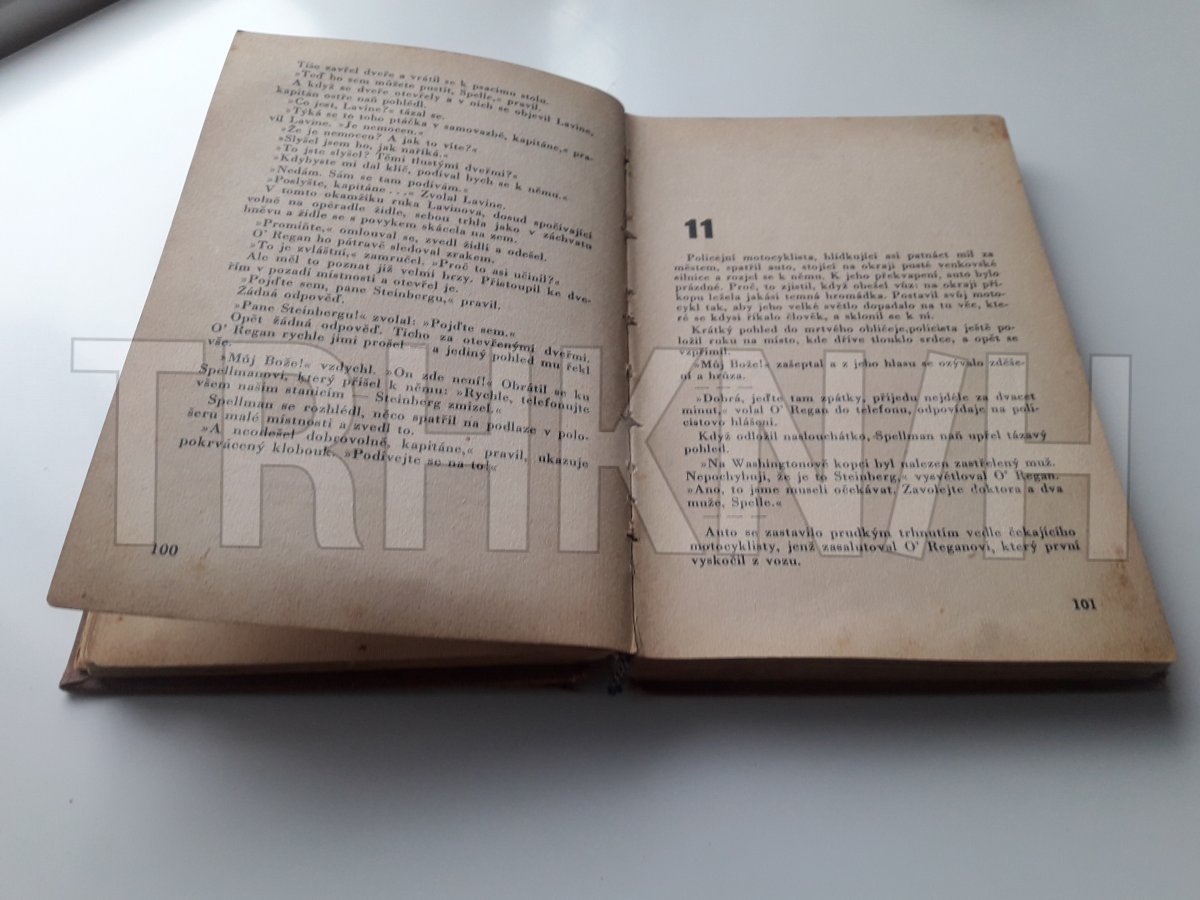 Tiše zavřel dveře a vrátil se k psacímu stolu.
»Teď ho sem můžete pustit, Spelle,« pravil.
A když se dveře otevřely a v nich se objevil Lavine,
kapitán ostře naň pohlédl.
»Co jest, Lavine?« tázal se.
»Týká se to toho ptáčka v samovazbě, kapitáne,« pra-
vil Lavine. »Je nemocen.«
»Že je nemocen? A jak to víte?«
»Slyšel jsem ho, jak naříká.«
»To jste slyšel? Těmi tlustými dveřmi?«
»Kdybyste mi dal klíč, podíval bych se k němu.«
»Nedám. Sám se tam podívám.»
»Poslyšte, kapitáne . . .« Zvolal Lavine.
V tomto okamžiku ruka Lavinova, dosud spočívající
volně na opěradle židle, sebou trhla jako v záchvatu
hněvu a židle se s povykem skácela na zem.
»Promiňte,« omlouval se, zvedl židli a odešel.
O' Regan ho pátravě sledoval zrakem.
»To je zvláštní,« zamručel. »Proč to asi učinil?«
Ale měl to poznat již velmi brzy. Přistoupil ke dve-
řím v pozadí místnosti a otevřel je.
»Pojďte sem, pane Steinbergu,« pravil.
Žádná odpověď.
»Pane Steinbergu!« zvolal: »Pojďte sem.«
Opět žádná odpověď. Ticho za otevřenými dveřmi.
O' Regan rychle jimi prošel — a jediný pohled mu řekl
vše.
»Můj Bože!« vzdychl. »On zde není!« Obrátil se ku
Spellmanovi, který přišel k němu: »Rychle, telefonujte
všem našim stanicím — Steinberg zmizel.«
Spellman se rozhlédl, něco spatřil na podlaze v polo-
šeru malé místnosti a zvedl to.
»A neodešel dobrovolně, kapitáne,« pravil, ukazuje
pokrvácený klobouk. »Podívejte se na to!«
100
11
Policejní motocyklista, hlídkující asi patnáct mil za
městem, spatřil auto, stojící na okraji pusté venkovské
silnice a rozjel se k němu. K jeho překvapení, auto bylo
prázdné. Proč, to zjistil, když obešel vůz: na okraji pří-
kopu ležela jakási temná hromádka. Postavil svůj moto-
cykl tak, aby jeho velké světlo dopadalo na tu věc, kte-
ré se kdysi říkalo člověk, a sklonil se k ní.
Krátký pohled do mrtvého obličeje, policista ještě po-
ložil ruku na místo, kde dříve tlouklo srdce, a opět se
vzpřímil.
»Můj Bože!« zašeptal a z jeho hlasu se ozývalo zděše-
ní a hrůza.
»Dobrá, jeďte tam zpátky, přijedu nejdéle za dvacet
minut,« volal O' Regan do telefonu, odpovídaje na poli-
cistovo hlášení.
Když odložil naslouchátko, Spellman naň upřel tázavý
pohled.
»Na Washingtonově kopci byl nalezen zastřelený muž.
Nepochybuji, že je to Steinberg,« vysvětloval O' Regan.
»Ano, to jsme museli očekávat. Zavolejte doktora a dva
muže, Spelle.«
Auto se zastavilo prudkým trhnutím vedle čekajícího
motocyklisty, jenž zasalutoval O' Reganovi, který první
vyskočil z vozu.
101
TRHKNIH